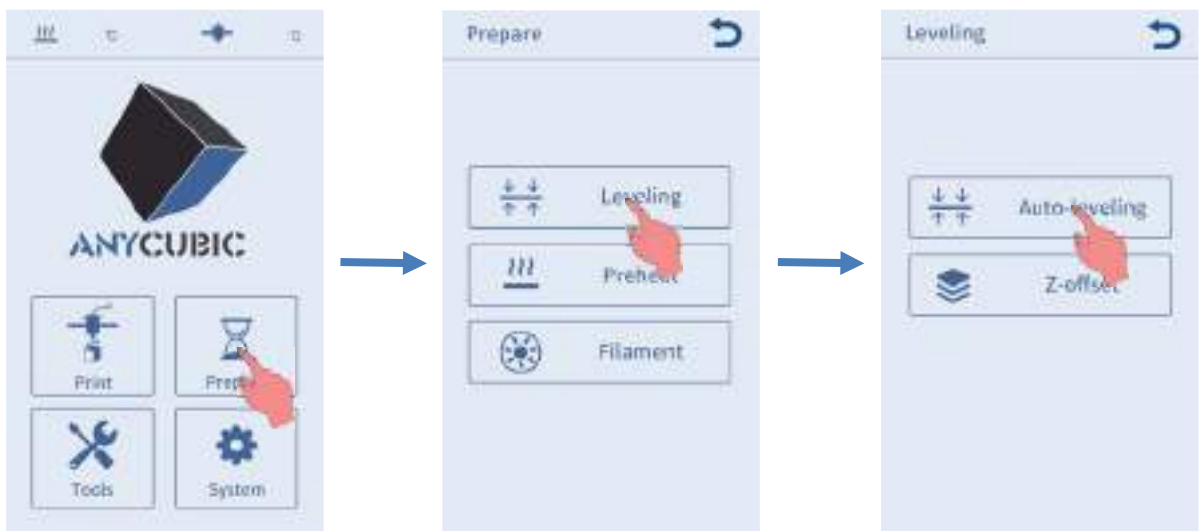 ANYCUBIC
Print
Tools
System
Prepare
Leveling
Preheat
Filament
Leveling
Auto-leveling
Z-offset